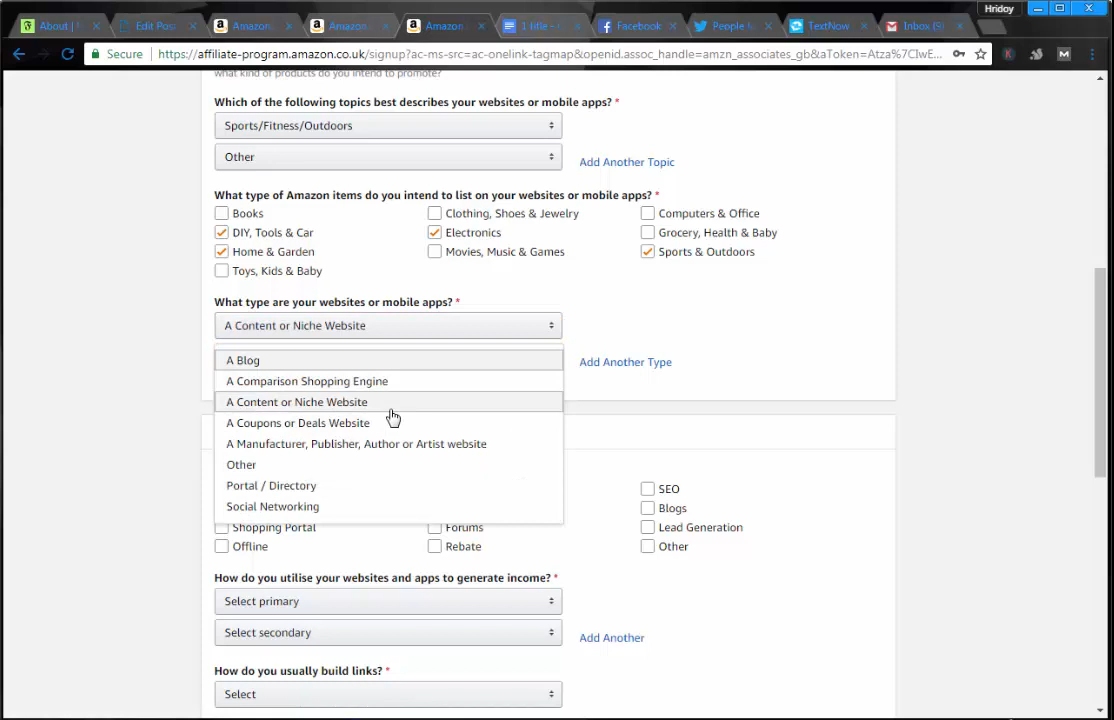 Hridoy
About |
Edit Pos
Amazon
Amazon
Amazon
1 title -
Facebook
People
TextNow
Inbox (5)
Secure
https://affiliate-program.amazon.co.uk/signup?ac-ms-src=ac-onelink-tagmap&openid.assoc_handle=amzn_associates_gb&aToken=Atza%7CIwE...
what kind of products do you intend to promote?
Which of the following topics best describes your websites or mobile apps? *
Sports/Fitness/Outdoors
Other
Add Another Topic
What type of Amazon items do you intend to list on your websites or mobile apps? *
Books
Clothing, Shoes & Jewelry
Computers & Office
DIY, Tools & Car
Electronics
Grocery, Health & Baby
Home & Garden
Movies, Music & Games
Sports & Outdoors
Toys, Kids & Baby
What type are your websites or mobile apps? *
A Content or Niche Website
A Blog
Add Another Type
A Comparison Shopping Engine
A Content or Niche Website
A Coupons or Deals Website
A Manufacturer, Publisher, Author or Artist website
Other
Portal / Directory
SEO
Social Networking
Blogs
Shopping Portal
Forums
Lead Generation
Offline
Rebate
Other
How do you utilise your websites and apps to generate income? *
Select primary
Select secondary
Add Another
How do you usually build links? *
Select